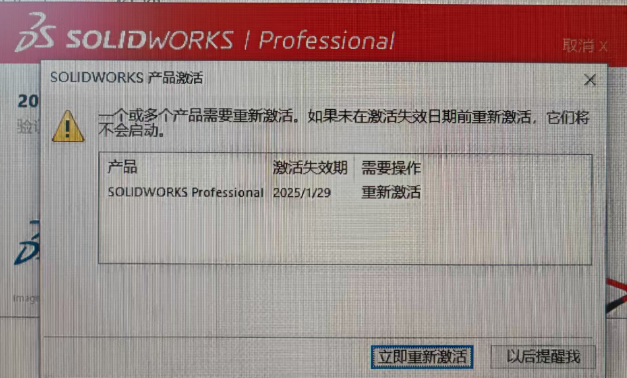 SOLIDWORKS | Professional
取消 X
SOLIDWORKS 产品激活
20
验
一个或多个产品需要重新激活。如果未在激活失效日期前重新激活，它们将
不会启动。
产品 激活失效期 需要操作
SOLIDWORKS Professional 2025/1/29 重新激活
Image
立即重新激活 以后提醒我